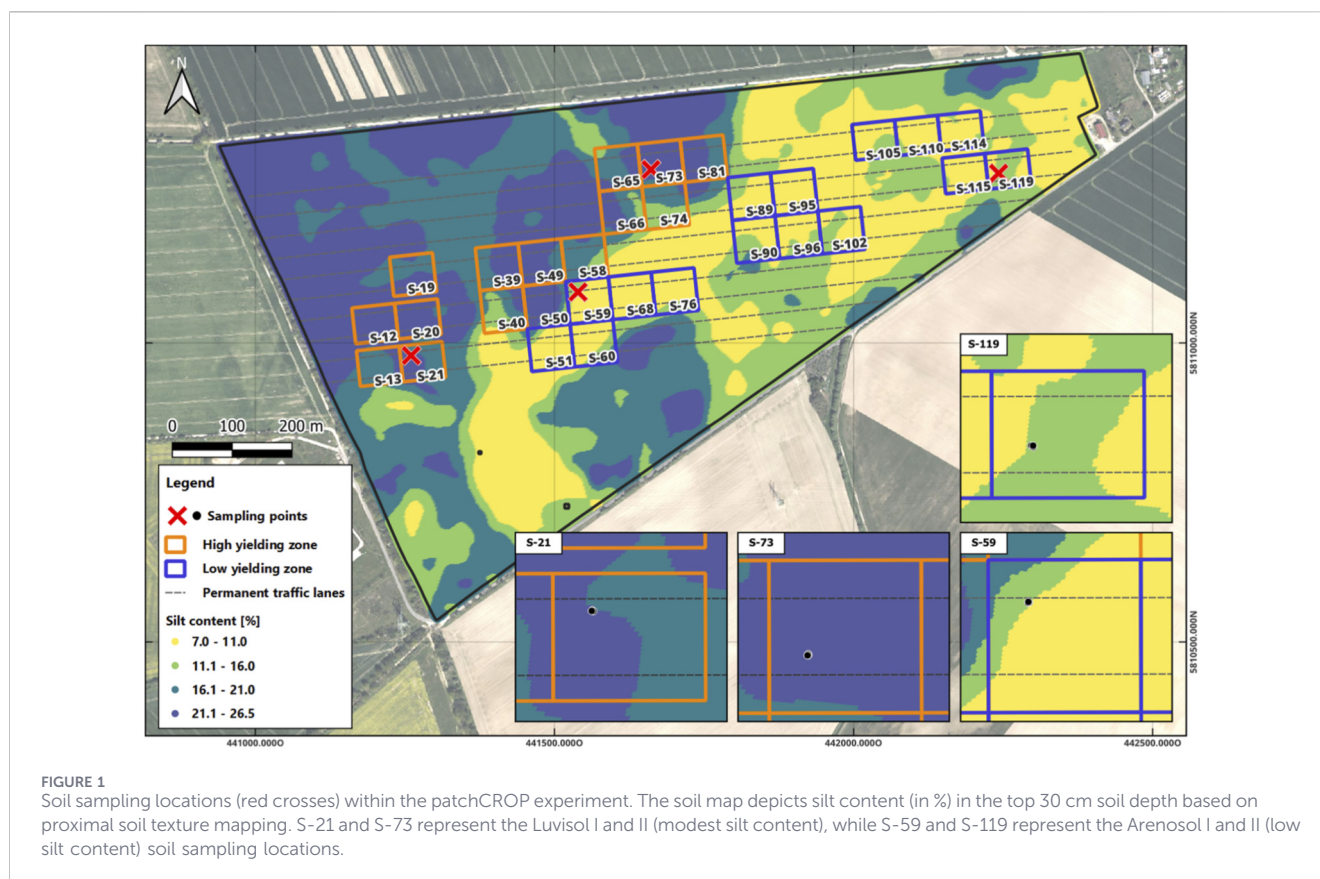 N
S-105 S-110 S-114
S-65 S-73 S-81
S-115 S-119
S-66 S-74
S-89 S-95
S-90 S-96 S-102
S-39 S-49 S-58
S-19
S-40 S-50 S-59 S-68 S-76
S-12 S-20
S-51 S-60
S-13 S-21
0 100 200 m
Legend
Sampling points
High yielding zone
Low yielding zone
Permanent traffic lanes
Silt content [%]
7.0 - 11.0
11.1 - 16.0
16.1 - 21.0
21.1 - 26.5
S-119
S-21
S-73
S-59
5811000.000N
5810500.000N
441000.000O
441500.000O
442000.000O
442500.000O
FIGURE 1
Soil sampling locations (red crosses) within the patchCROP experiment. The soil map depicts silt content (in %) in the top 30 cm soil depth based on
proximal soil texture mapping. S-21 and S-73 represent the Luvisol I and II (modest silt content), while S-59 and S-119 represent the Arenosol I and II (low
silt content) soil sampling locations.